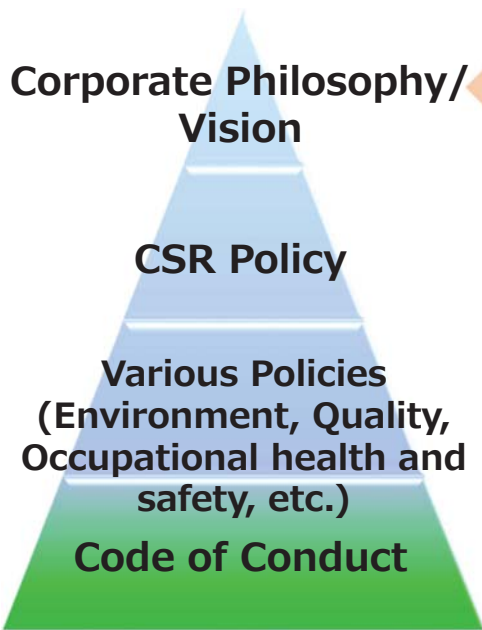 Corporate Philosophy/
Vision
CSR Policy
Various Policies
(Environment, Quality,
Occupational health and
safety, etc.)
Code of Conduct